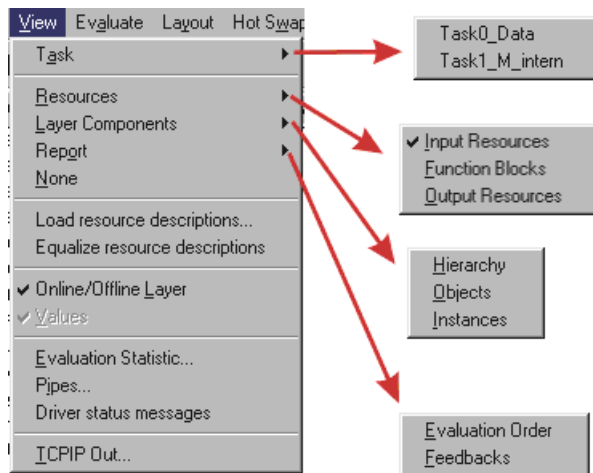 View Evaluate Layout Hot Swap
Task
Resources
Layer Components
Report
None
Load resource descriptions...
Equalize resource descriptions
Online/Offline Layer
Values
Evaluation Statistic...
Pipes...
Driver status messages
TCPIP Out...
Task0_Data
Task1_M_intern
Input Resources
Function Blocks
Output Resources
Hierarchy
Objects
Instances
Evaluation Order
Feedbacks